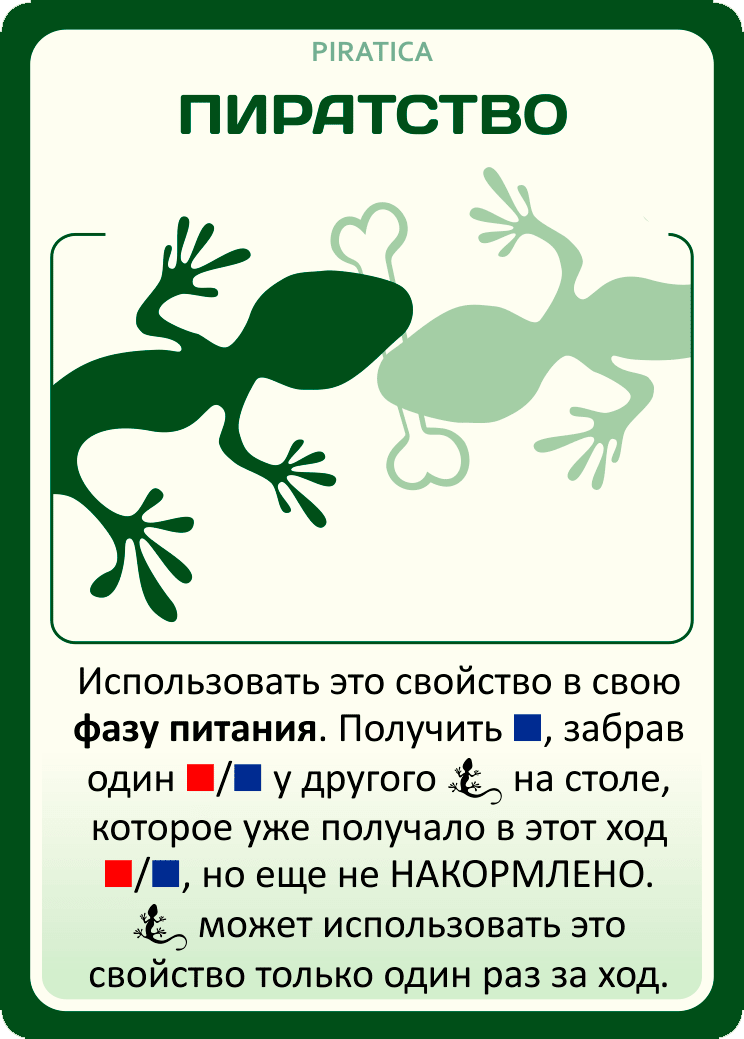 PIRATICA
ПИРАТСТВО
Использовать это свойство в свою
фазу питания. Получить , забрав
один / у другого на столе,
которое уже получало в этот ход
/, но еще не НАКОРМЛЕНО.
может использовать это
свойство только один раз за ход.